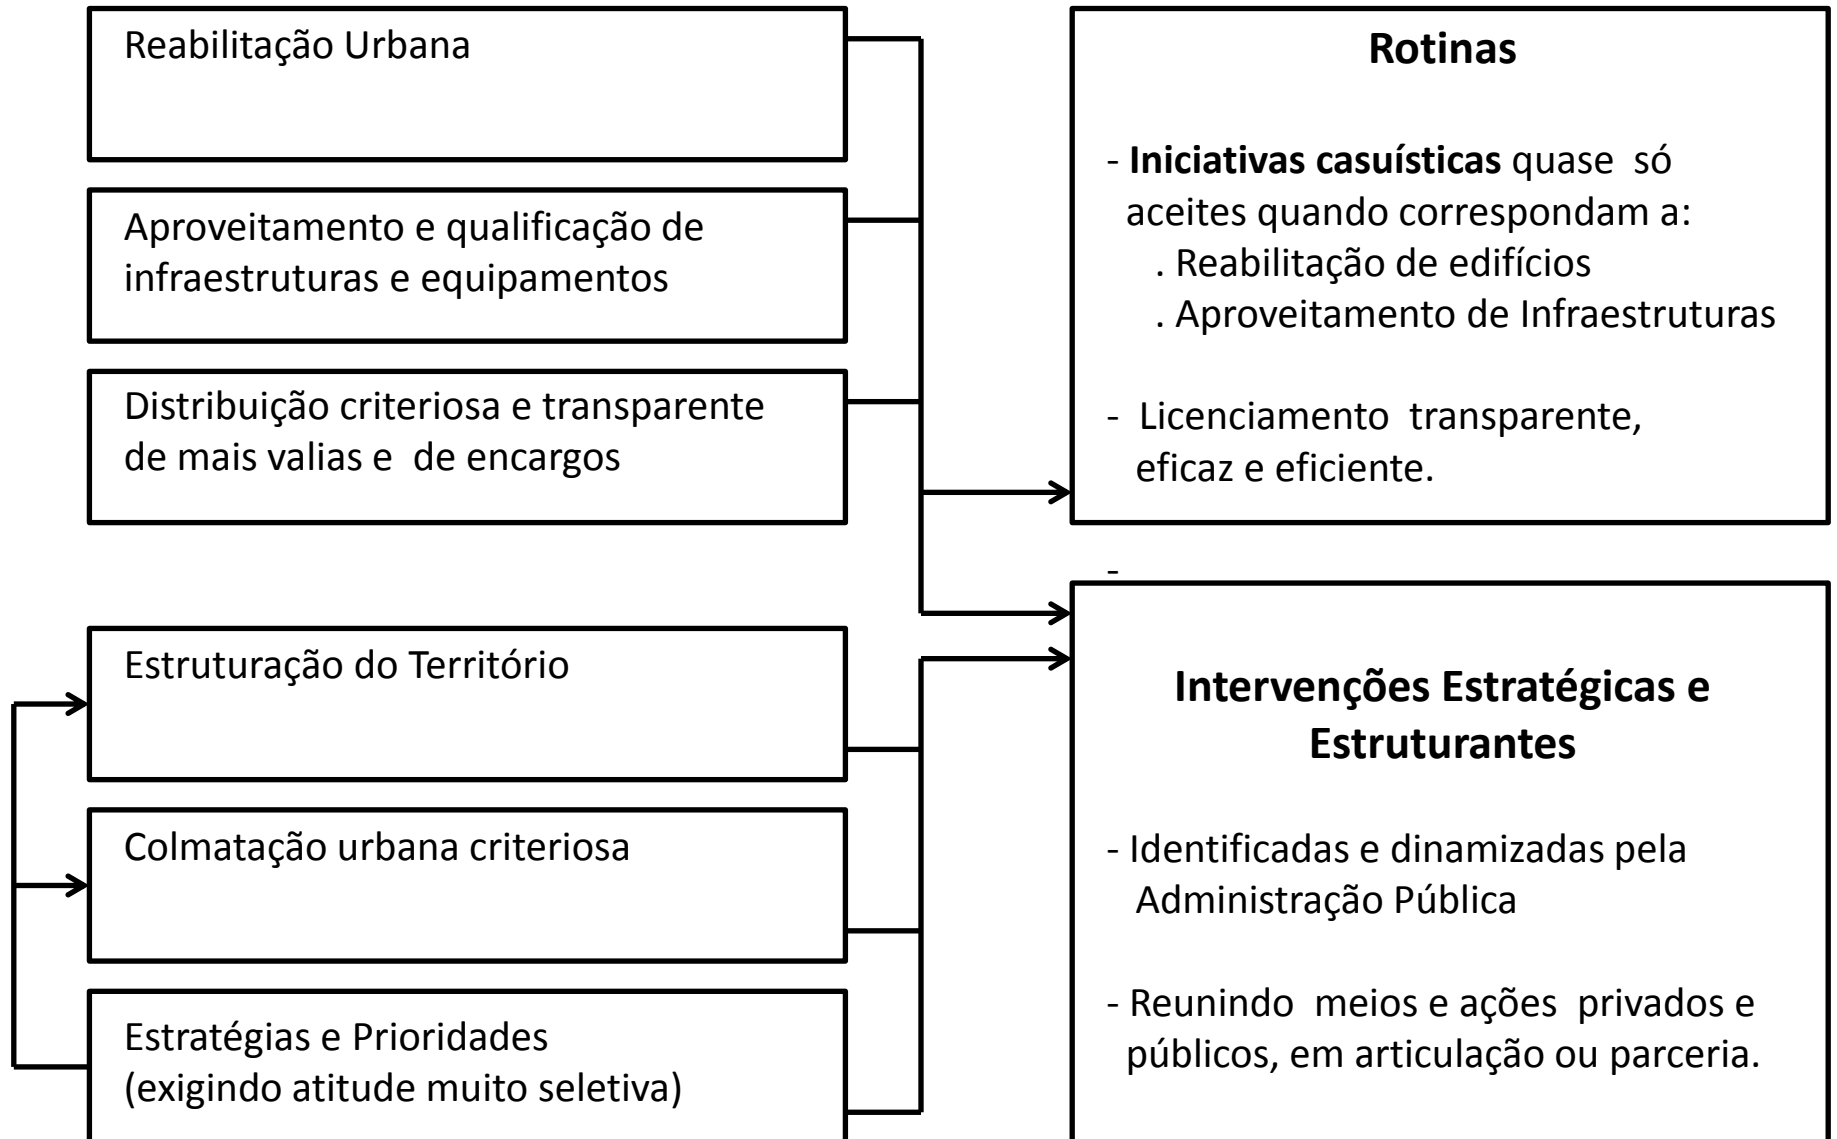 Reabilitação Urbana
Aproveitamento e qualificação de
infraestruturas e equipamentos
Distribuição criteriosa e transparente
de mais valias e de encargos
Estruturação do Território
Colmatação urbana criteriosa
Estratégias e Prioridades
(exigindo atitude muito seletiva)
Rotinas
- Iniciativas casuísticas quase só
aceites quando correspondam a:
. Reabilitação de edifícios
. Aproveitamento de Infraestruturas
- Licenciamento transparente,
eficaz e eficiente.
-
Intervenções Estratégicas e
Estruturantes
- Identificadas e dinamizadas pela
Administração Pública
- Reunindo meios e ações privados e
públicos, em articulação ou parceria.